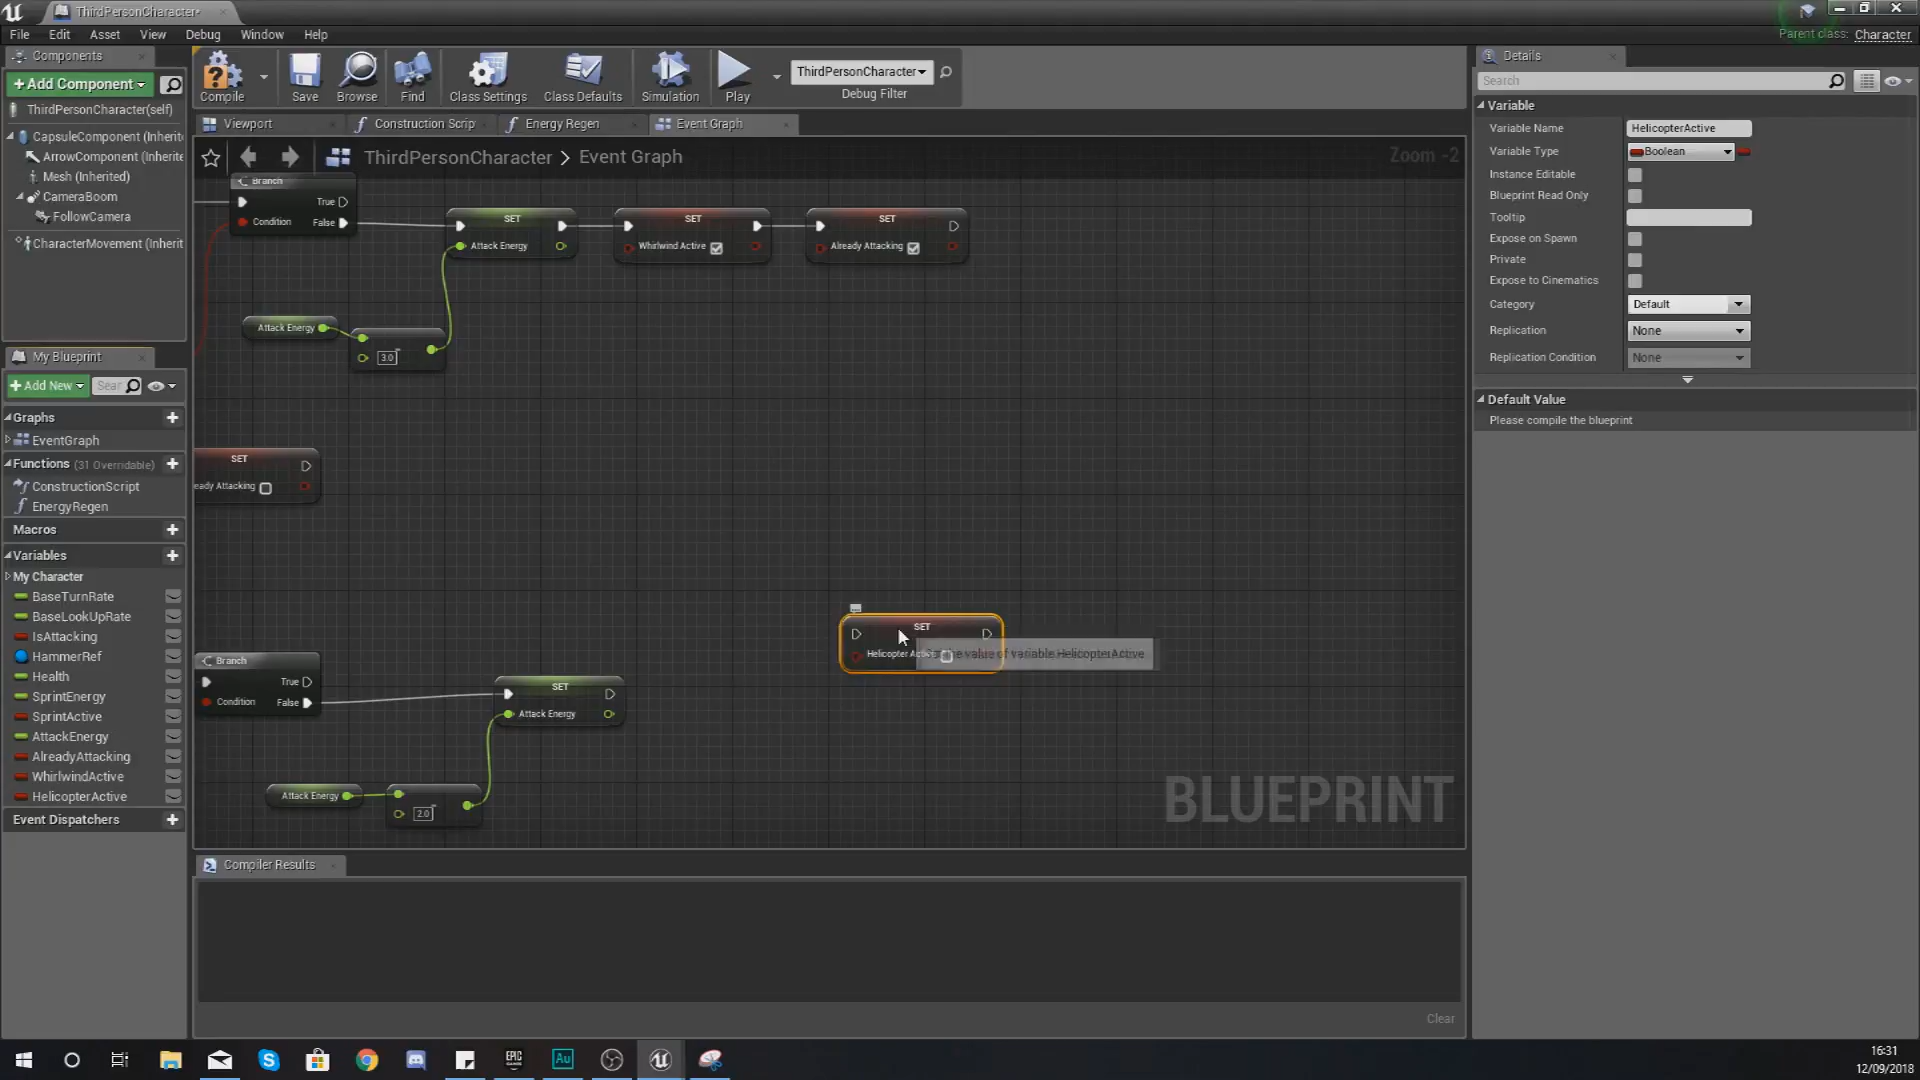 ThirdPersonCharacter*
File Edit Asset View Debug Window Help
Parent class: Character
Components
+Add Component
ThirdPersonCharacter(self)
CapsuleComponent (Inherit
ArrowComponent (Inherite
Mesh (Inherited)
CameraBoom
FollowCamera
CharacterMovement (Inherit
Compile Save Browse Find Class Settings Class Defaults Simulation Play
ThirdPersonCharacter
Debug Filter
Viewport Construction Scrip Energy Regen Event Graph
ThirdPersonCharacter > Event Graph
Zoom -2
Branch
True
Condition False
SET
Attack Energy
SET
Whirlwind Active
SET
Already Attacking
Attack Energy
3.0
SET
eady Attacking
SET
Helicopter Active
Set the value of variable HelicopterActive
Branch
True
Condition False
SET
Attack Energy
Attack Energy
2.0
BLUEPRINT
My Blueprint
+Add New
Sear
Graphs
EventGraph
Functions (31 Overridable)
ConstructionScript
EnergyRegen
Macros
Variables
My Character
BaseTurnRate
BaseLookUpRate
IsAttacking
HammerRef
Health
SprintEnergy
SprintActive
AttackEnergy
AlreadyAttacking
WhirlwindActive
HelicopterActive
Event Dispatchers
Compiler Results
Clear
Details
Search
Variable
Variable Name HelicopterActive
Variable Type Boolean
Instance Editable
Blueprint Read Only
Tooltip
Expose on Spawn
Private
Expose to Cinematics
Category Default
Replication None
Replication Condition None
Default Value
Please compile the blueprint
EPIC
Au
16:31
12/09/2018